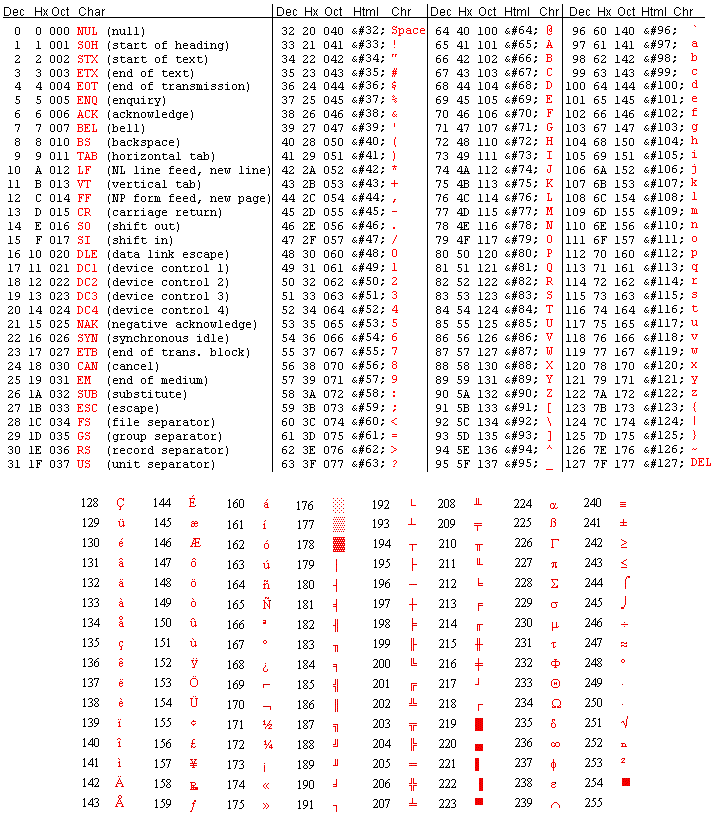 Dec Hx Oct Char Dec Hx Oct Html Chr Dec Hx Oct Html Chr Dec Hx Oct Html Chr
0 0 000 NUL (null) 32 20 040 &#32; Space 64 40 100 &#64; @ 96 60 140 &#96; `
1 1 001 SOH (start of heading) 33 21 041 &#33; ! 65 41 101 &#65; A 97 61 141 &#97; a
2 2 002 STX (start of text) 34 22 042 &#34; " 66 42 102 &#66; B 98 62 142 &#98; b
3 3 003 ETX (end of text) 35 23 043 &#35; # 67 43 103 &#67; C 99 63 143 &#99; c
4 4 004 EOT (end of transmission) 36 24 044 &#36; $ 68 44 104 &#68; D 100 64 144 &#100; d
5 5 005 ENQ (enquiry) 37 25 045 &#37; % 69 45 105 &#69; E 101 65 145 &#101; e
6 6 006 ACK (acknowledge) 38 26 046 &#38; & 70 46 106 &#70; F 102 66 146 &#102; f
7 7 007 BEL (bell) 39 27 047 &#39; ' 71 47 107 &#71; G 103 67 147 &#103; g
8 8 010 BS (backspace) 40 28 050 &#40; ( 72 48 110 &#72; H 104 68 150 &#104; h
9 9 011 TAB (horizontal tab) 41 29 051 &#41; ) 73 49 111 &#73; I 105 69 151 &#105; i
10 A 012 LF (NL line feed, new line) 42 2A 052 &#42; * 74 4A 112 &#74; J 106 6A 152 &#106; j
11 B 013 VT (vertical tab) 43 2B 053 &#43; + 75 4B 113 &#75; K 107 6B 153 &#107; k
12 C 014 FF (NP form feed, new page) 44 2C 054 &#44; , 76 4C 114 &#76; L 108 6C 154 &#108; l
13 D 015 CR (carriage return) 45 2D 055 &#45; - 77 4D 115 &#77; M 109 6D 155 &#109; m
14 E 016 SO (shift out) 46 2E 056 &#46; . 78 4E 116 &#78; N 110 6E 156 &#110; n
15 F 017 SI (shift in) 47 2F 057 &#47; / 79 4F 117 &#79; O 111 6F 157 &#111; o
16 10 020 DLE (data link escape) 48 30 060 &#48; 0 80 50 120 &#80; P 112 70 160 &#112; p
17 11 021 DC1 (device control 1) 49 31 061 &#49; 1 81 51 121 &#81; Q 113 71 161 &#113; q
18 12 022 DC2 (device control 2) 50 32 062 &#50; 2 82 52 122 &#82; R 114 72 162 &#114; r
19 13 023 DC3 (device control 3) 51 33 063 &#51; 3 83 53 123 &#83; S 115 73 163 &#115; s
20 14 024 DC4 (device control 4) 52 34 064 &#52; 4 84 54 124 &#84; T 116 74 164 &#116; t
21 15 025 NAK (negative acknowledge) 53 35 065 &#53; 5 85 55 125 &#85; U 117 75 165 &#117; u
22 16 026 SYN (synchronous idle) 54 36 066 &#54; 6 86 56 126 &#86; V 118 76 166 &#118; v
23 17 027 ETB (end of trans. block) 55 37 067 &#55; 7 87 57 127 &#87; W 119 77 167 &#119; w
24 18 030 CAN (cancel) 56 38 070 &#56; 8 88 58 130 &#88; X 120 78 170 &#120; x
25 19 031 EM (end of medium) 57 39 071 &#57; 9 89 59 131 &#89; Y 121 79 171 &#121; y
26 1A 032 SUB (substitute) 58 3A 072 &#58; : 90 5A 132 &#90; Z 122 7A 172 &#122; z
27 1B 033 ESC (escape) 59 3B 073 &#59; ; 91 5B 133 &#91; [ 123 7B 173 &#123; {
28 1C 034 FS (file separator) 60 3C 074 &#60; < 92 5C 134 &#92; \ 124 7C 174 &#124; |
29 1D 035 GS (group separator) 61 3D 075 &#61; = 93 5D 135 &#93; ] 125 7D 175 &#125; }
30 1E 036 RS (record separator) 62 3E 076 &#62; > 94 5E 136 &#94; ^ 126 7E 176 &#126; ~
31 1F 037 US (unit separator) 63 3F 077 &#63; ? 95 5F 137 &#95; _ 127 7F 177 &#127; DEL
128 Ç 144 É 160 á 176 ░ 192 └ 208 ╨ 224 α 240 ≡
129 ü 145 æ 161 í 177 ▒ 193 ┴ 209 ╤ 225 ß 241 ±
130 é 146 Æ 162 ó 178 ▓ 194 ┬ 210 ╥ 226 Γ 242 ≥
131 â 147 ô 163 ú 179 │ 195 ├ 211 ╙ 227 π 243 ≤
132 ä 148 ö 164 ñ 180 ┤ 196 ─ 212 ╘ 228 Σ 244 ⌠
133 à 149 ò 165 Ñ 181 ╡ 197 ┼ 213 ╒ 229 σ 245 ⌡
134 å 150 û 166 ª 182 ╢ 198 ╞ 214 ╓ 230 µ 246 ÷
135 ç 151 ù 167 º 183 ╖ 199 ╟ 215 ╫ 231 τ 247 ≈
136 ê 152 ÿ 168 ¿ 184 ╕ 200 ╚ 216 ╪ 232 Φ 248 °
137 ë 153 Ö 169 ⌐ 185 ╣ 201 ╔ 217 ┘ 233 Θ 249 ∙
138 è 154 Ü 170 ¬ 186 ║ 202 ╩ 218 ┌ 234 Ω 250 ·
139 ï 155 ¢ 171 ½ 187 ╗ 203 ╦ 219 █ 235 δ 251 √
140 î 156 £ 172 ¼ 188 ╝ 204 ╠ 220 ▄ 236 ∞ 252 ⁿ
141 ì 157 ¥ 173 ¡ 189 ╜ 205 ═ 221 ▌ 237 φ 253 ²
142 Ä 158 ₧ 174 « 190 ╛ 206 ╬ 222 ▐ 238 ε 254 ■
143 Å 159 ƒ 175 » 191 ┐ 207 ╧ 223 ▀ 239 ∩ 255